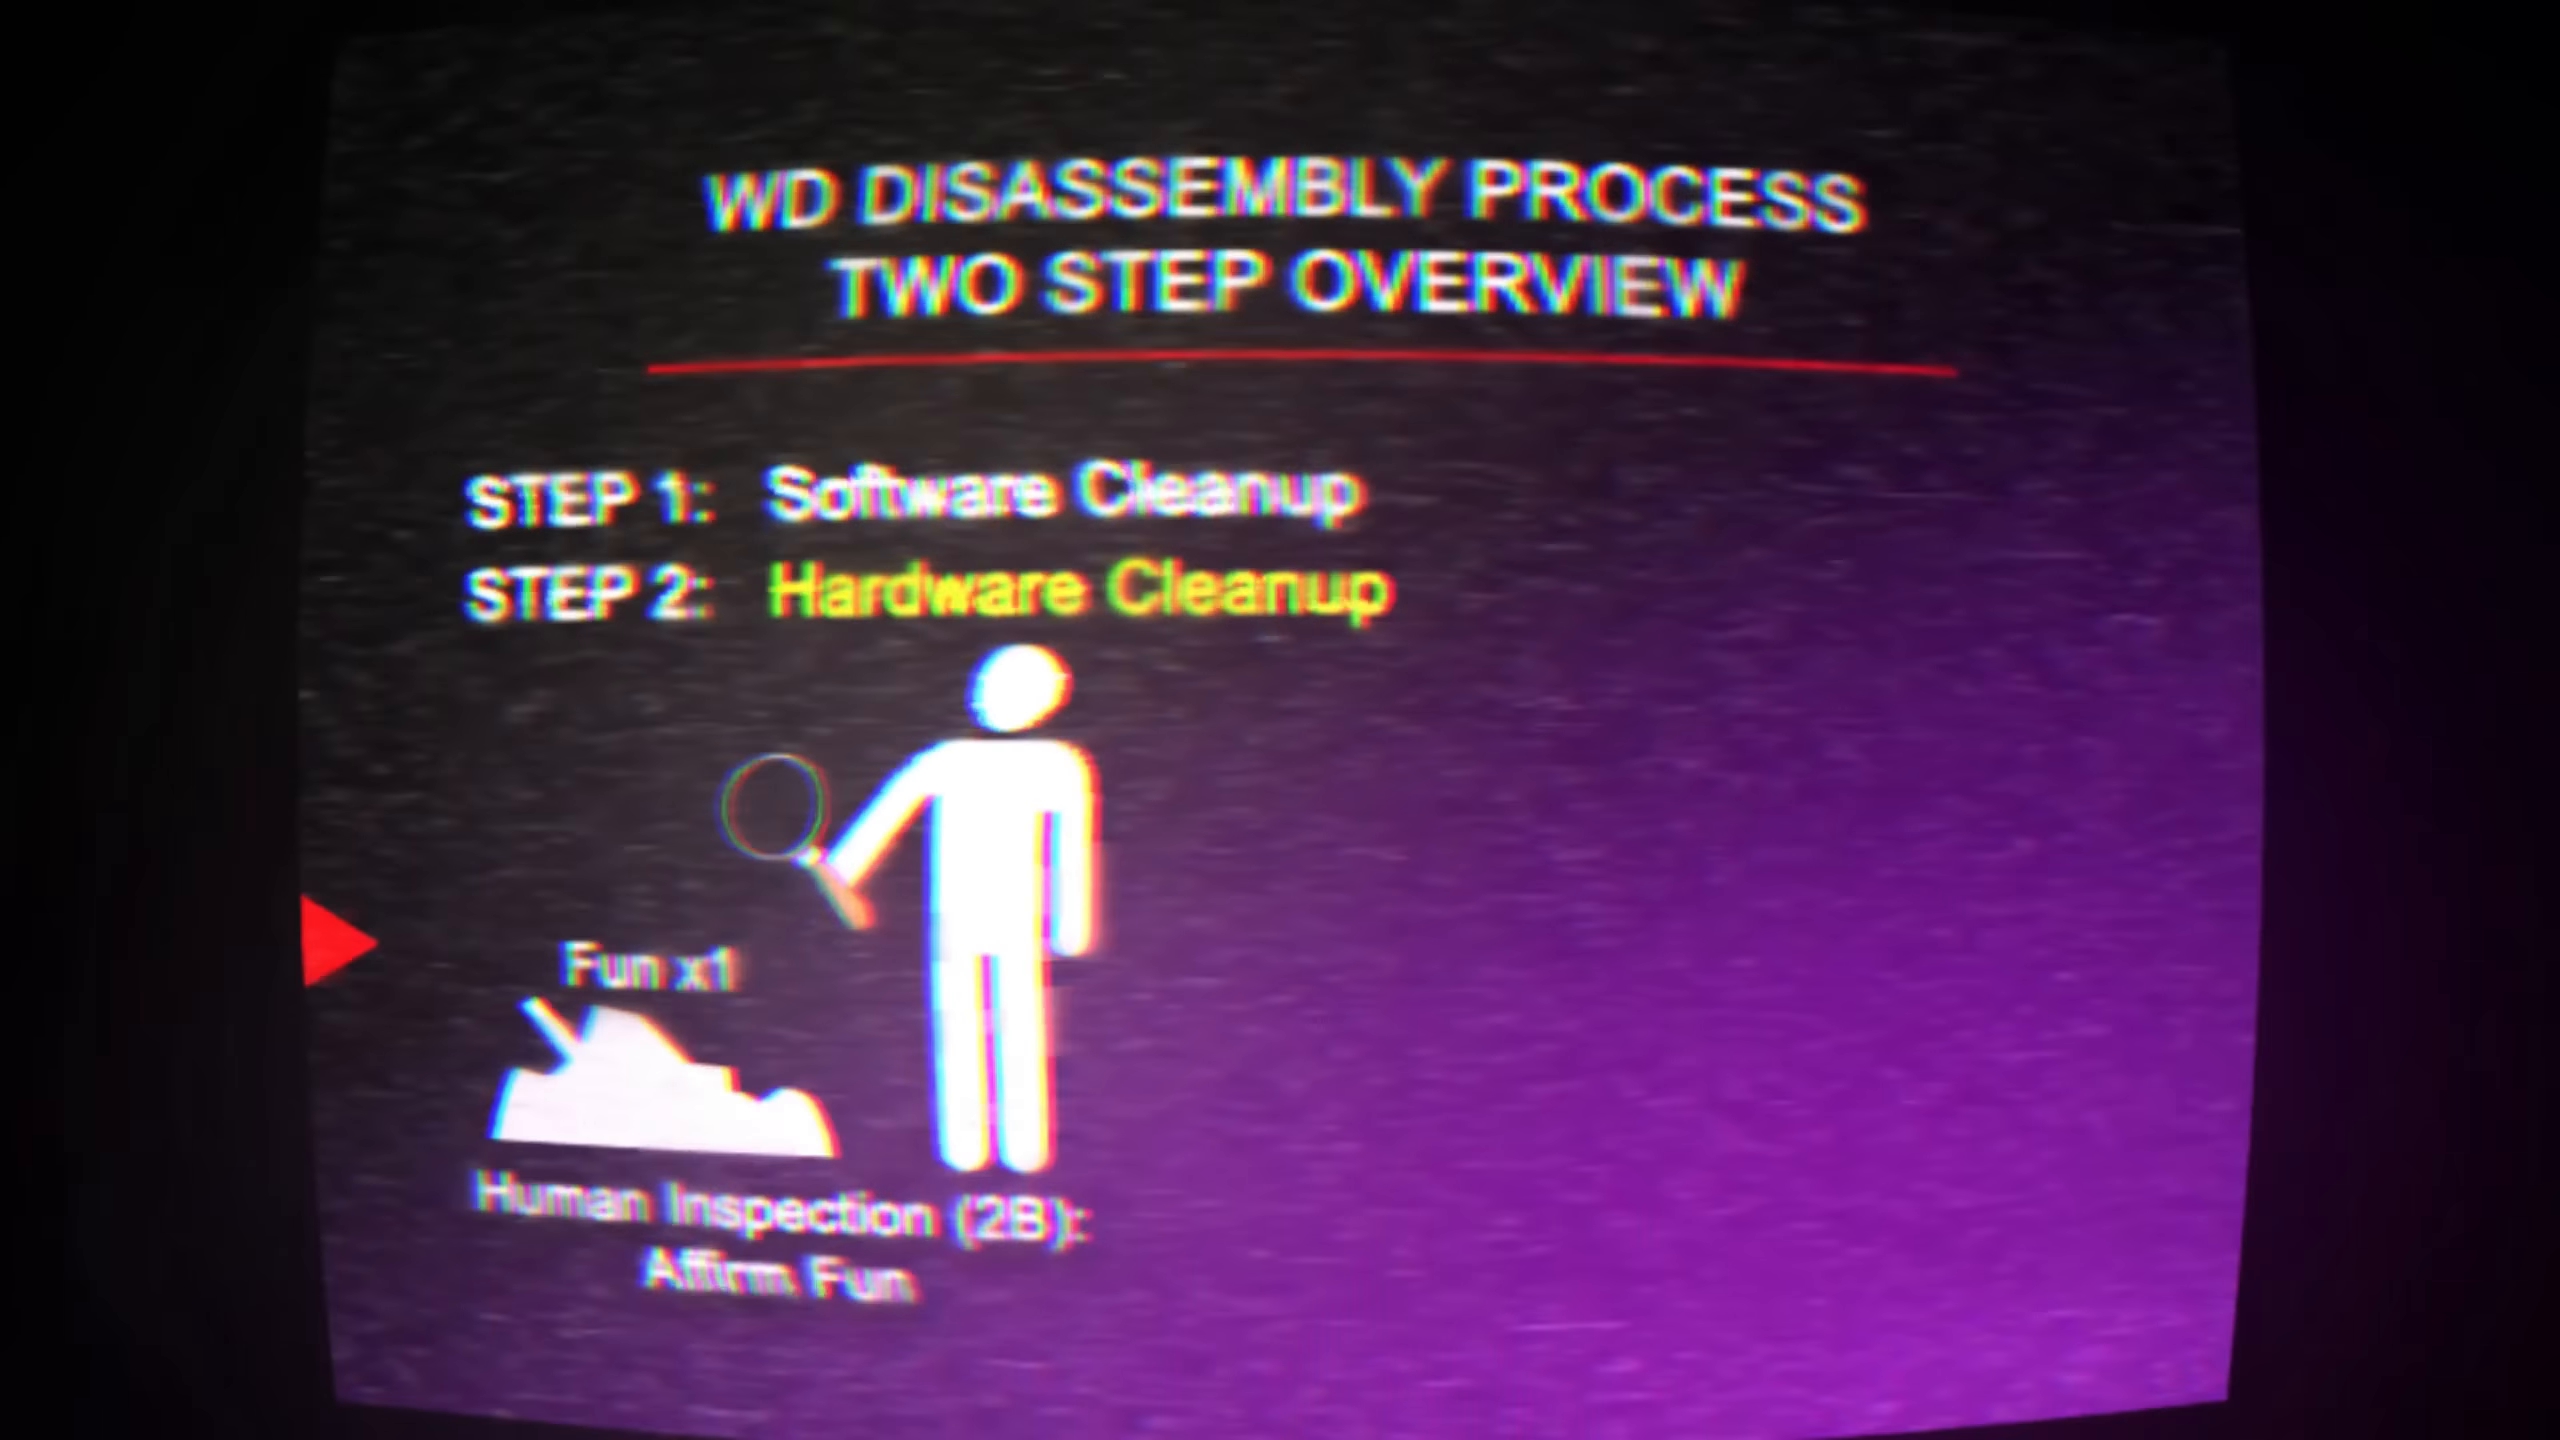 WD DISASSEMBLY PROCESS
TWO STEP OVERVIEW
STEP 1: Software Cleanup
STEP 2: Hardware Cleanup
Fun x1
Human Inspection (2B):
Affirm Fun